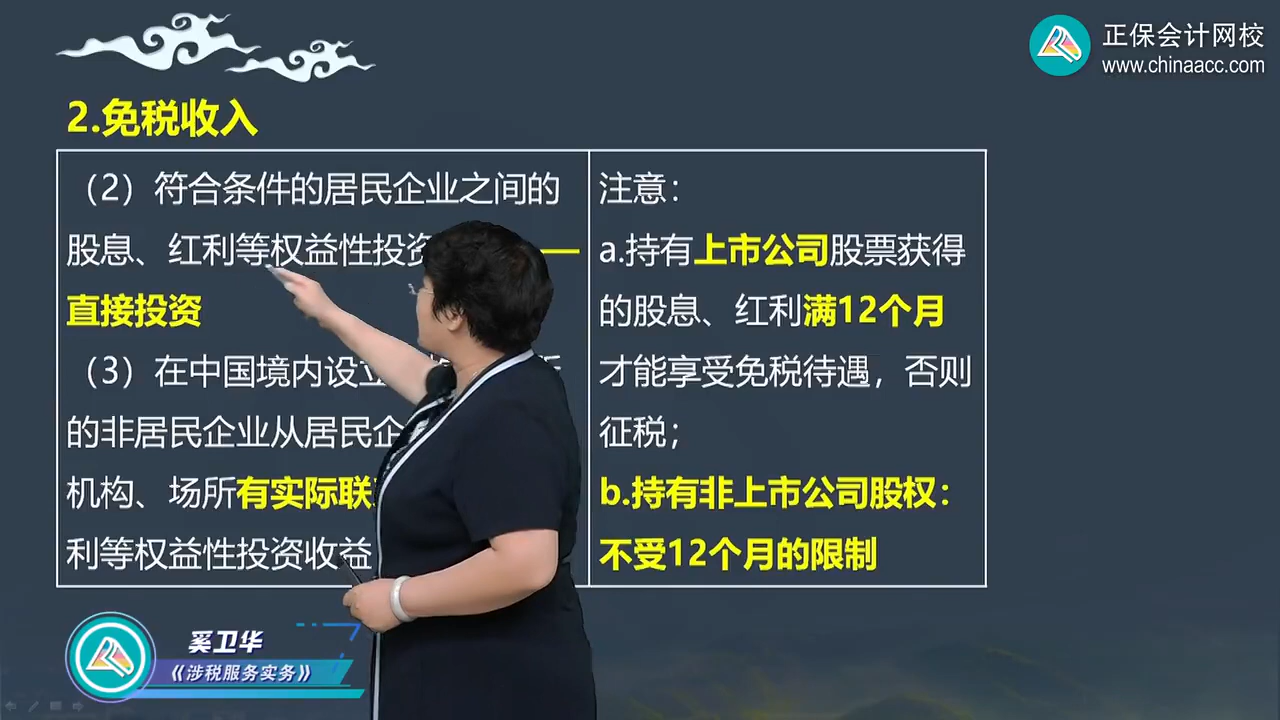 正保会计网校
www.chinaacc.com
2.免税收入
（2）符合条件的居民企业之间的
股息、红利等权益性投资
—
直接投资
（3）在中国境内设立
的非居民企业从居民企
机构、场所有实际联
利等权益性投资收益
注意：
a.持有上市公司股票获得
的股息、红利满12个月
才能享受免税待遇，否则
征税；
b.持有非上市公司股权：
不受12个月的限制
奚卫华
《涉税服务实务》